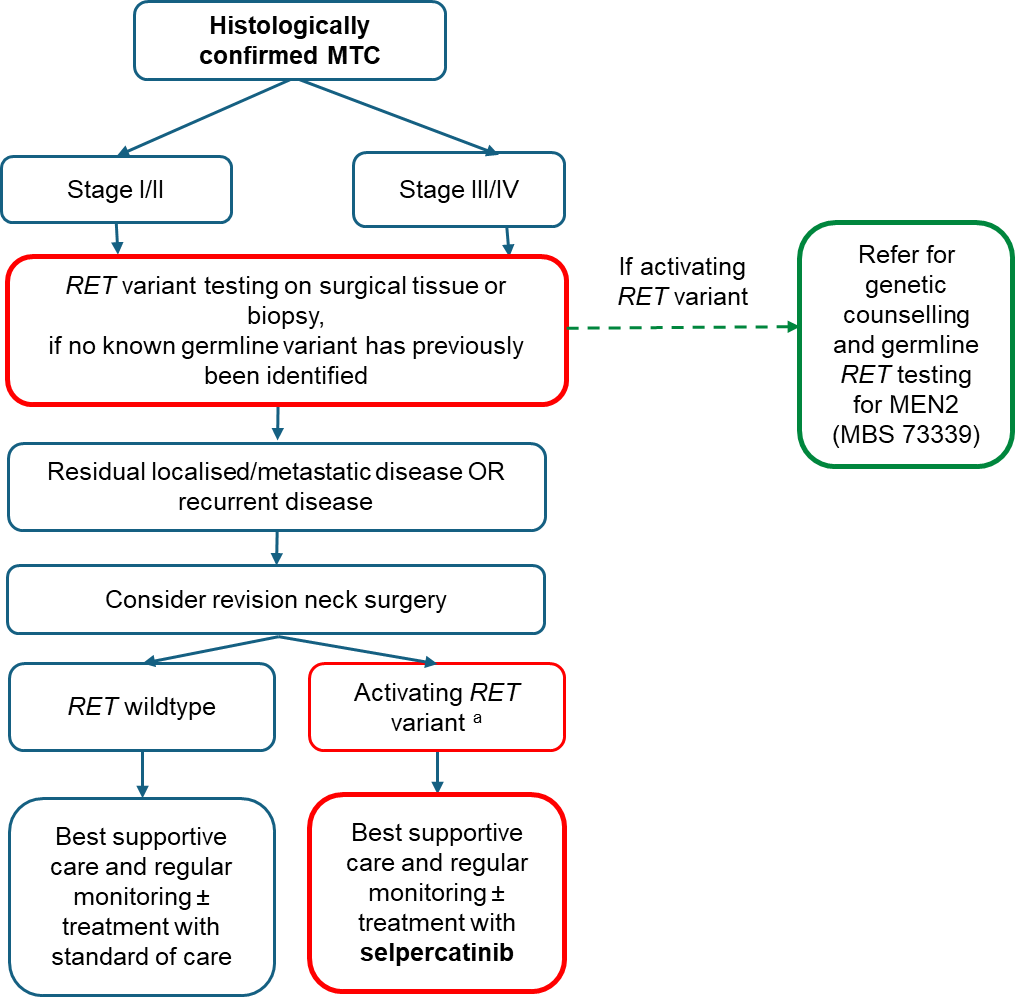 Histologically
confirmed MTC
Stage I/II
Stage III/IV
RET variant testing on surgical tissue or
biopsy,
if no known germline variant has previously
been identified
If activating
RET variant
Refer for
genetic
counselling
and germline
RET testing
for MEN2
(MBS 73339)
Residual localised/metastatic disease OR
recurrent disease
Consider revision neck surgery
RET wildtype
Activating RET
variant a
Best supportive
care and regular
monitoring ±
treatment with
standard of care
Best supportive
care and regular
monitoring ±
treatment with
selpercatinib